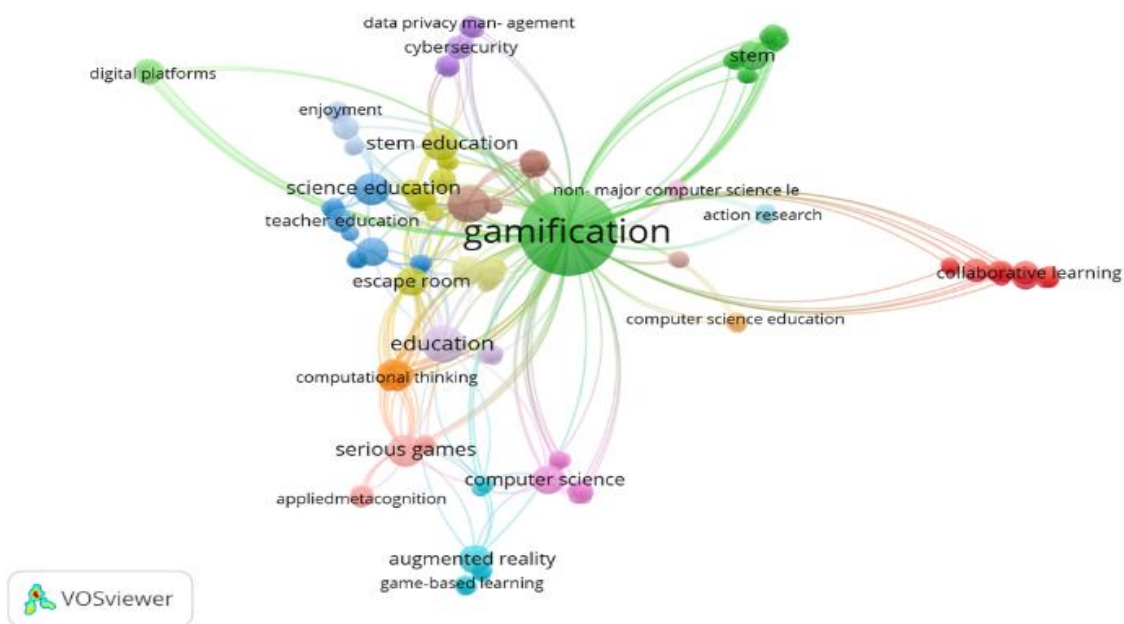 data privacy man- agement
cybersecurity
stem
digital platforms
enjoyment
stem education
science education
non- major computer science le
teacher education
action research
gamification
collaborative learning
escape room
computer science education
education
computational thinking
serious games
computer science
appliedmetacognition
augmented reality
game-based learning
VOSviewer